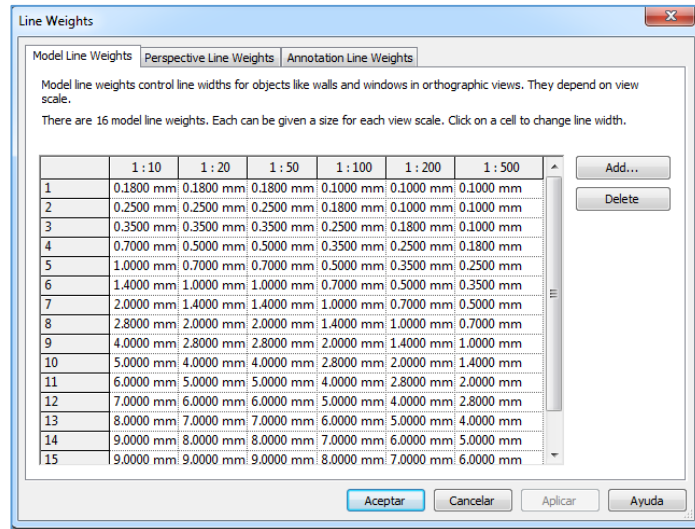 Line Weights
Model Line Weights Perspective Line Weights Annotation Line Weights
Model line weights control line widths for objects like walls and windows in orthographic views. They depend on view
scale.
There are 16 model line weights. Each can be given a size for each view scale. Click on a cell to change line width.
1 : 10 1 : 20 1 : 50 1 : 100 1 : 200 1 : 500 Add...
1 0.1800 mm 0.1800 mm 0.1800 mm 0.1000 mm 0.1000 mm 0.1000 mm
2 0.2500 mm 0.2500 mm 0.2500 mm 0.1800 mm 0.1000 mm 0.1000 mm Delete
3 0.3500 mm 0.3500 mm 0.3500 mm 0.2500 mm 0.1800 mm 0.1000 mm
4 0.7000 mm 0.5000 mm 0.5000 mm 0.3500 mm 0.2500 mm 0.1800 mm
5 1.0000 mm 0.7000 mm 0.7000 mm 0.5000 mm 0.3500 mm 0.2500 mm
6 1.4000 mm 1.0000 mm 1.0000 mm 0.7000 mm 0.5000 mm 0.3500 mm
7 2.0000 mm 1.4000 mm 1.4000 mm 1.0000 mm 0.7000 mm 0.5000 mm
8 2.8000 mm 2.0000 mm 2.0000 mm 1.4000 mm 1.0000 mm 0.7000 mm
9 4.0000 mm 2.8000 mm 2.8000 mm 2.0000 mm 1.4000 mm 1.0000 mm
10 5.0000 mm 4.0000 mm 4.0000 mm 2.8000 mm 2.0000 mm 1.4000 mm
11 6.0000 mm 5.0000 mm 5.0000 mm 4.0000 mm 2.8000 mm 2.0000 mm
12 7.0000 mm 6.0000 mm 6.0000 mm 5.0000 mm 4.0000 mm 2.8000 mm
13 8.0000 mm 7.0000 mm 7.0000 mm 6.0000 mm 5.0000 mm 4.0000 mm
14 9.0000 mm 8.0000 mm 8.0000 mm 7.0000 mm 6.0000 mm 5.0000 mm
15 9.0000 mm 9.0000 mm 9.0000 mm 8.0000 mm 7.0000 mm 6.0000 mm
Aceptar Cancelar Aplicar Ayuda